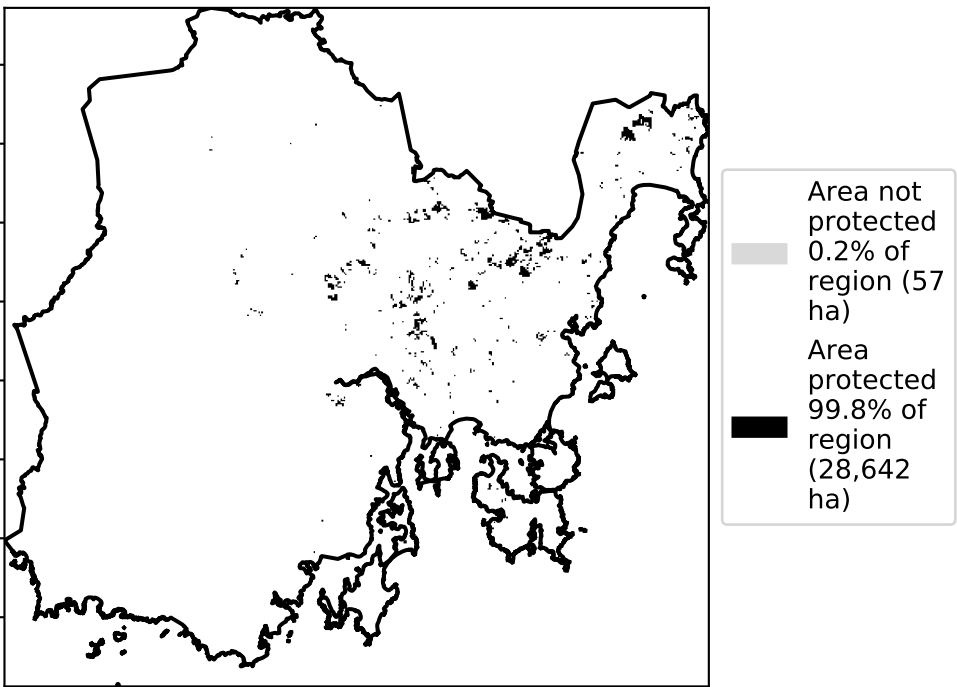 Area not
protected
0.2% of
region (57
ha)
Area
protected
99.8% of
region
(28,642
ha)